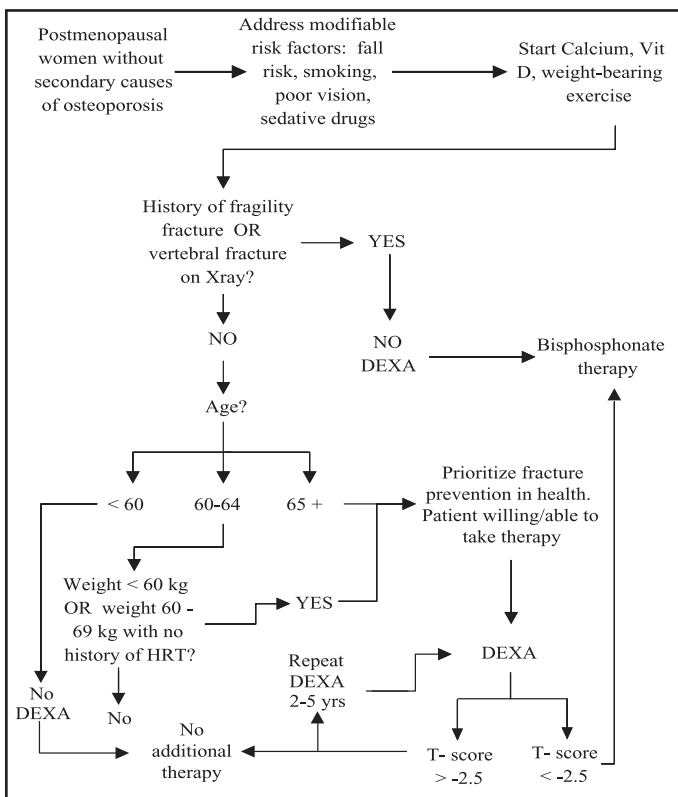 Postmenopausal
women without
secondary causes
of osteoporosis
Address modifiable
risk factors: fall
risk, smoking,
poor vision,
sedative drugs
Start Calcium, Vit
D, weight-bearing
exercise
History of fragility
fracture OR
vertebral fracture
on Xray?
YES
NO
NO
DEXA
Bisphosphonate
therapy
Age?
< 60
60-64
65 +
Prioritize fracture
prevention in health.
Patient willing/able to
take therapy
Weight < 60 kg
OR weight 60 -
69 kg with no
history of HRT?
YES
DEXA
Repeat
DEXA
2-5 yrs
No
DEXA
No
No
additional
therapy
T- score
> -2.5
T- score
< -2.5